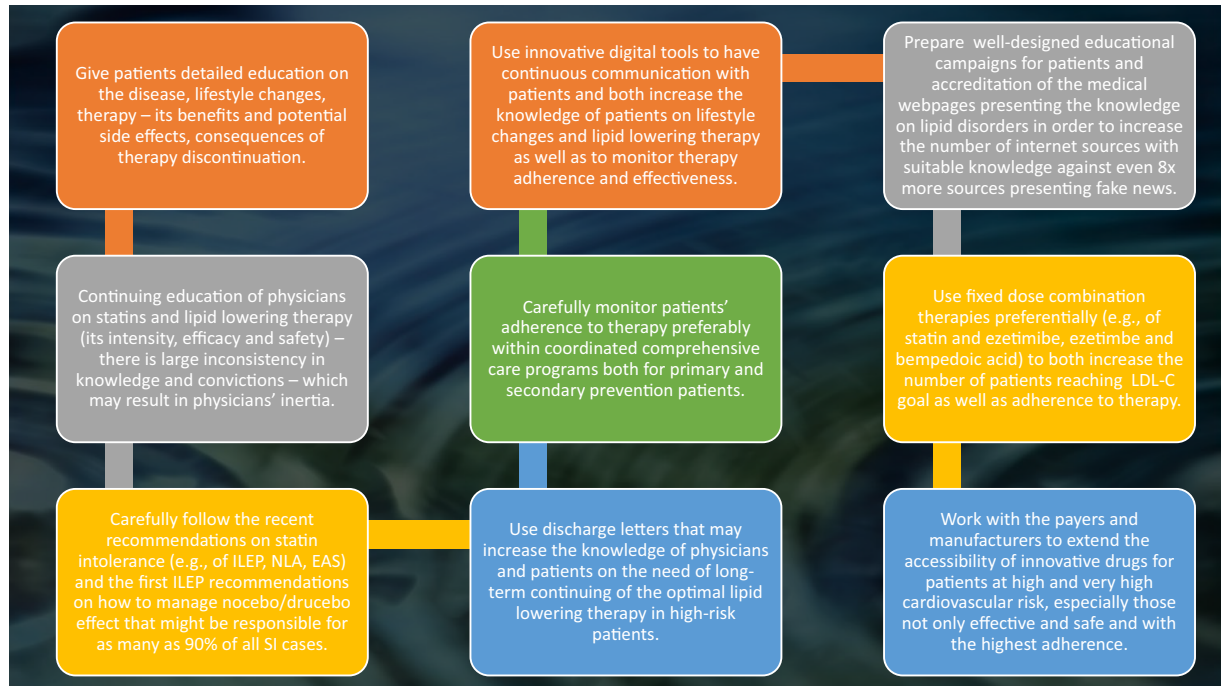 Give patients detailed education on
the disease, lifestyle changes,
therapy – its benefits and potential
side effects, consequences of
therapy discontinuation.
Continuing education of physicians
on statins and lipid lowering therapy
(its intensity, efficacy and safety) –
there is large inconsistency in
knowledge and convictions – which
may result in physicians’ inertia.
Carefully follow the recent
recommendations on statin
intolerance (e.g., of ILEP, NLA, EAS)
and the first ILEP recommendations
on how to manage nocebo/drucebo
effect that might be responsible for
as many as 90% of all SI cases.
Use discharge letters that may
increase the knowledge of physicians
and patients on the need of long-
term continuing of the optimal lipid
lowering therapy in high-risk
patients.
Carefully monitor patients’
adherence to therapy preferably
within coordinated comprehensive
care programs both for primary and
secondary prevention patients.
Use innovative digital tools to have
continuous communication with
patients and both increase the
knowledge of patients on lifestyle
changes and lipid lowering therapy
as well as to monitor therapy
adherence and effectiveness.
Prepare well-designed educational
campaigns for patients and
accreditation of the medical
webpages presenting the knowledge
on lipid disorders in order to increase
the number of internet sources with
suitable knowledge against even 8x
more sources presenting fake news.
Use fixed dose combination
therapies preferentially (e.g., of
statin and ezetimibe, ezetimbe and
bempedoic acid) to both increase the
number of patients reaching LDL-C
goal as well as adherence to therapy.
Work with the payers and
manufacturers to extend the
accessibility of innovative drugs for
patients at high and very high
cardiovascular risk, especially those
not only effective and safe and with
the highest adherence.